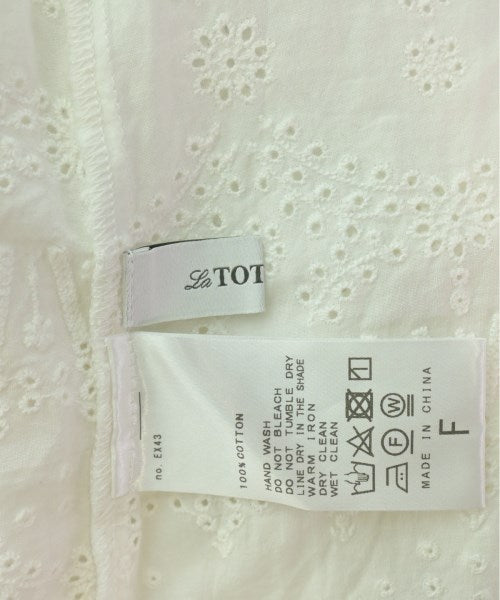 La TOT
no. EX43
100% COTTON
HAND WASH
DO NOT BLEACH
DO NOT TUMBLE DRY
LINE DRY IN THE SHADE
WARM IRON
DRY CLEAN
WET CLEAN
F W
MADE IN CHINA
F